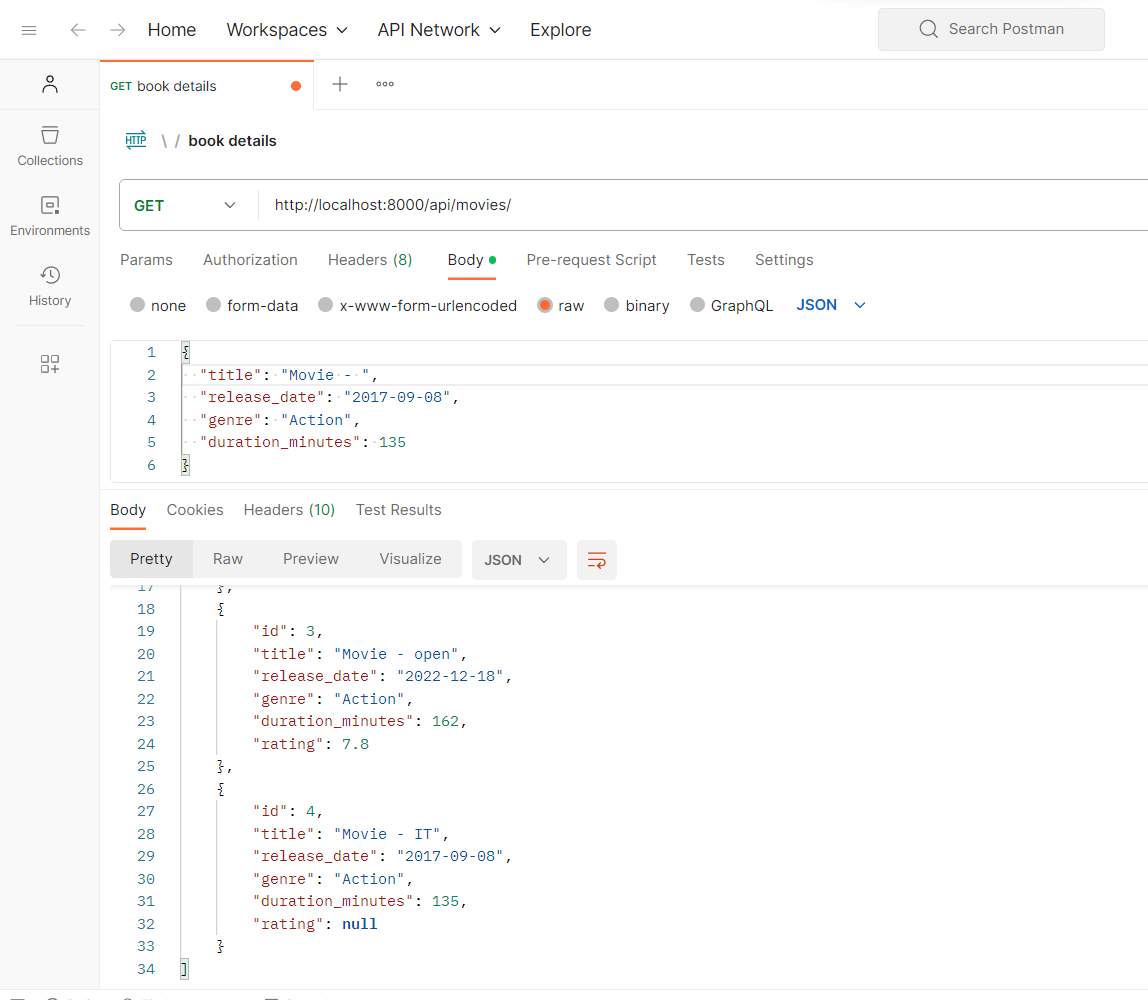 Home Workspaces API Network Explore Search Postman
GET book details
HTTP \ / book details
Collections
Environments
History
GET http://localhost:8000/api/movies/
Params Authorization Headers (8) Body Pre-request Script Tests Settings
none form-data x-www-form-urlencoded raw binary GraphQL JSON
1 {
2 "title": "Movie - ",
3 "release_date": "2017-09-08",
4 "genre": "Action",
5 "duration_minutes": 135
6 }
Body Cookies Headers (10) Test Results
Pretty Raw Preview Visualize JSON
17 },
18 {
19 "id": 3,
20 "title": "Movie - open",
21 "release_date": "2022-12-18",
22 "genre": "Action",
23 "duration_minutes": 162,
24 "rating": 7.8
25 },
26 {
27 "id": 4,
28 "title": "Movie - IT",
29 "release_date": "2017-09-08",
30 "genre": "Action",
31 "duration_minutes": 135,
32 "rating": null
33 }
34 ]